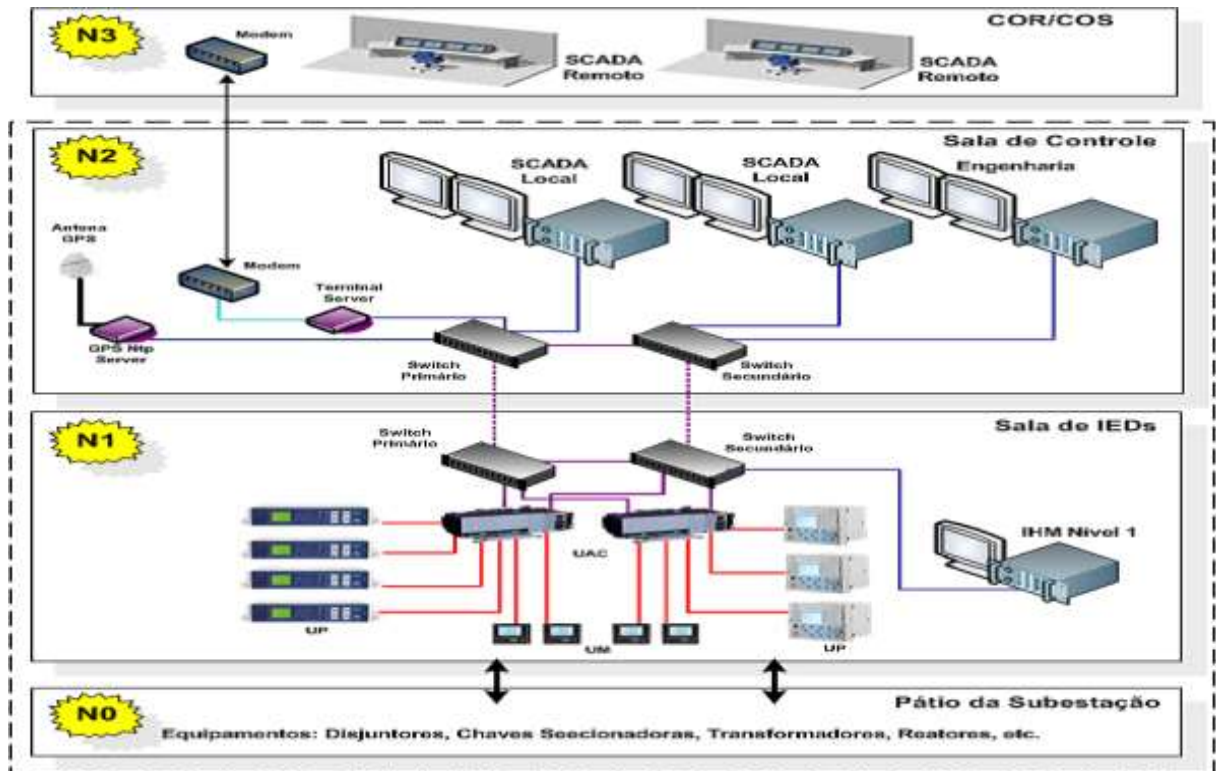 N3
COR/COS
Modem
SCADA
Remoto
SCADA
Remoto
N2
Sala de Controle
SCADA
Local
SCADA
Local
Engenharia
Antena
GPS
Modem
Terminal
Server
GPS Ntp
Server
Switch
Primário
Switch
Secundário
N1
Sala de IEDs
Switch
Primário
Switch
Secundário
UAC
IHM Nivel 1
UP
UM
UP
N0
Pátio da Subestação
Equipamentos: Disjuntores, Chaves Seecionadoras, Transformadores, Reatores, etc.